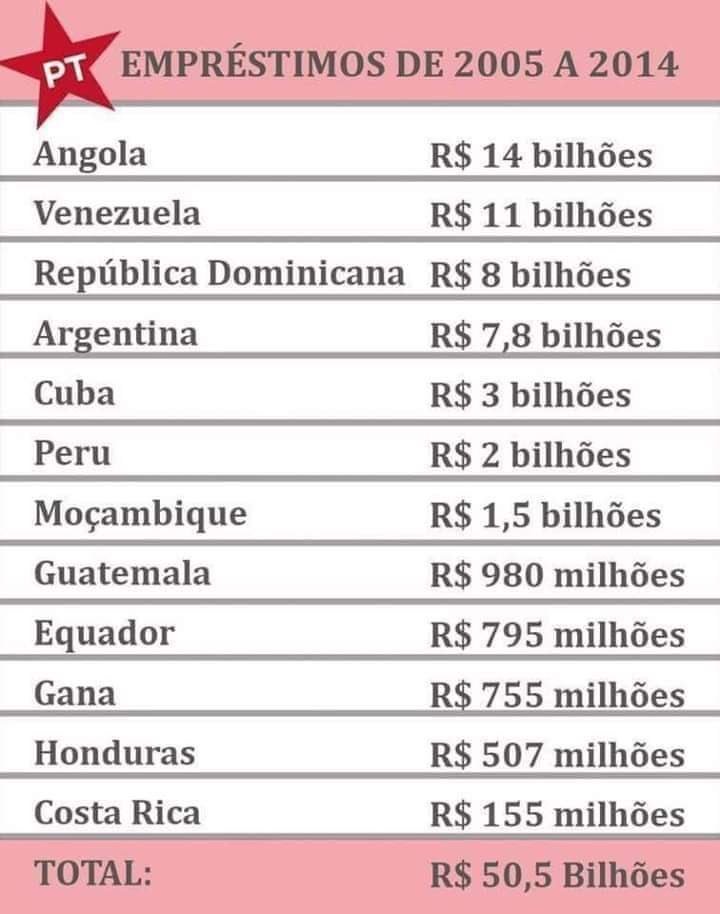 PT
EMPRÉSTIMOS DE 2005 A 2014
Angola R$ 14 bilhões
Venezuela R$ 11 bilhões
República Dominicana R$ 8 bilhões
Argentina R$ 7,8 bilhões
Cuba R$ 3 bilhões
Peru R$ 2 bilhões
Moçambique R$ 1,5 bilhões
Guatemala R$ 980 milhões
Equador R$ 795 milhões
Gana R$ 755 milhões
Honduras R$ 507 milhões
Costa Rica R$ 155 milhões
TOTAL: R$ 50,5 Bilhões